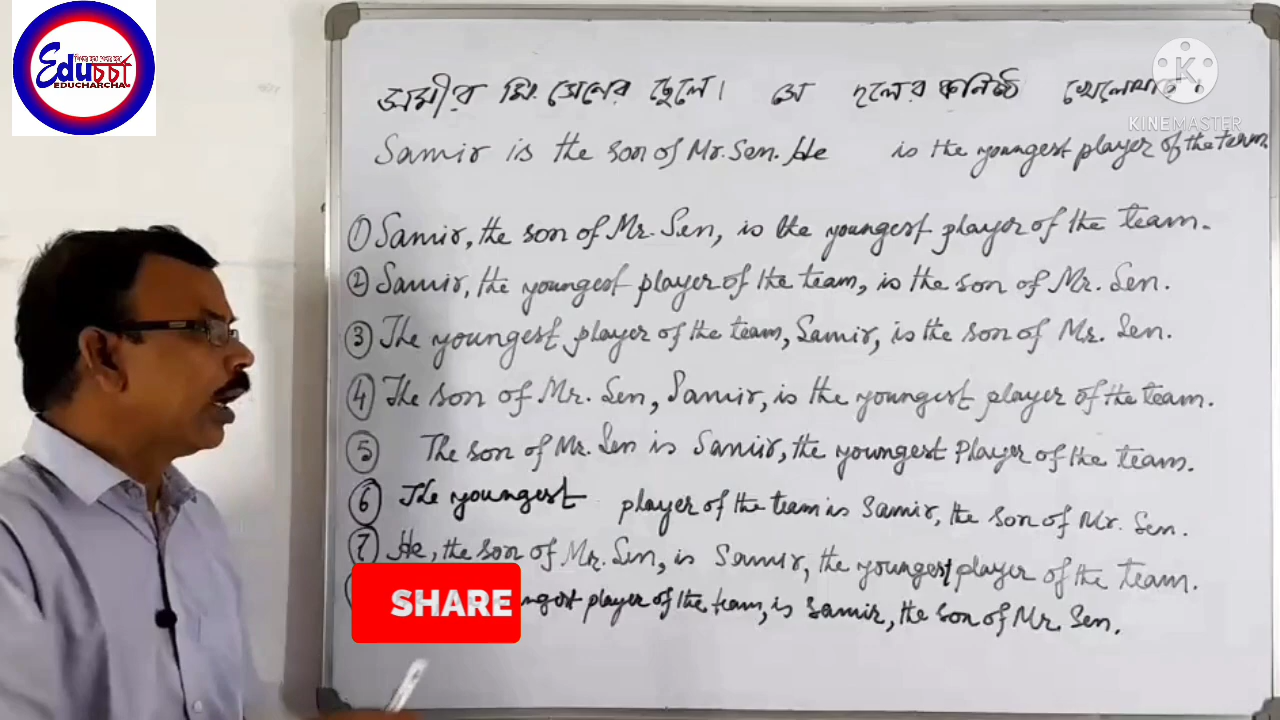 Edu চর্চা
EDUCHARCHA
K
KINEMASTER
সমীর মি. সেনের ছেলে। সে দলের কনিষ্ঠ
Samir is the son of Mr. Sen. He is the youngest player of the team.
① Samir, the son of Mr. Sen, is the youngest player of the team.
② Samir, the youngest player of the team, is the son of Mr. Sen.
③ The youngest player of the team, Samir, is the son of Mr. Sen.
④ The son of Mr. Sen, Samir, is the youngest player of the team.
⑤ The son of Mr. Sen is Samir, the youngest Player of the team.
⑥ The youngest player of the team is Samir, the son of Mr. Sen.
⑦ He, the son of Mr. Sen, is Samir, the youngest player of the team.
SHARE
player of the team, is Samir, the son of Mr. Sen.